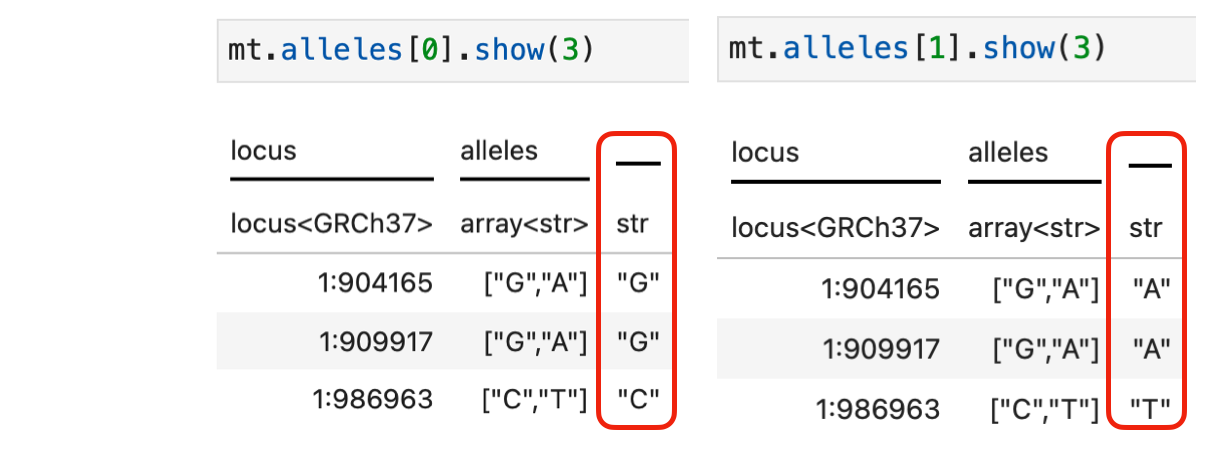 mt.alleles[0].show(3)
locus alleles
locus<GRCh37> array<str> str
1:904165 ["G","A"] "G"
1:909917 ["G","A"] "G"
1:986963 ["C","T"] "C"
mt.alleles[1].show(3)
locus alleles
locus<GRCh37> array<str> str
1:904165 ["G","A"] "A"
1:909917 ["G","A"] "A"
1:986963 ["C","T"] "T"